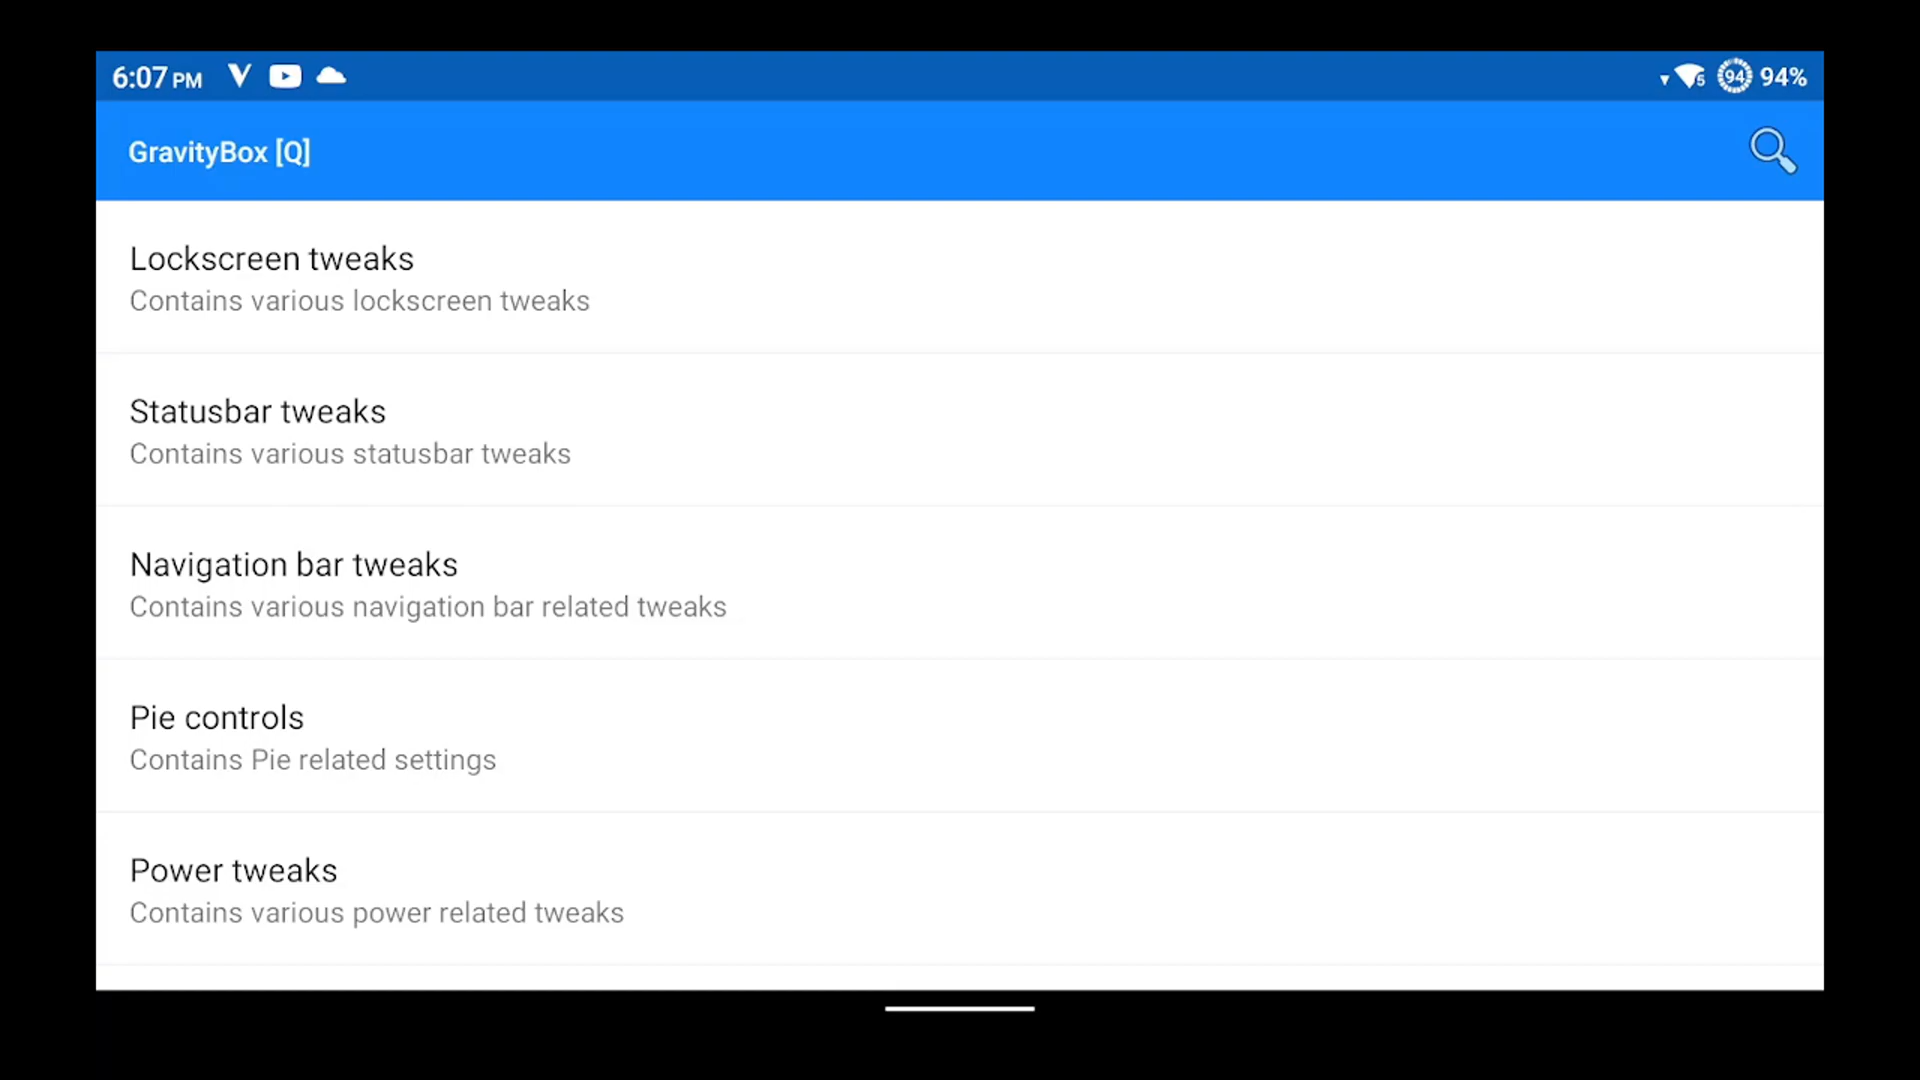 6:07 PM V 5 94 94%
GravityBox [Q]
Lockscreen tweaks
Contains various lockscreen tweaks
Statusbar tweaks
Contains various statusbar tweaks
Navigation bar tweaks
Contains various navigation bar related tweaks
Pie controls
Contains Pie related settings
Power tweaks
Contains various power related tweaks